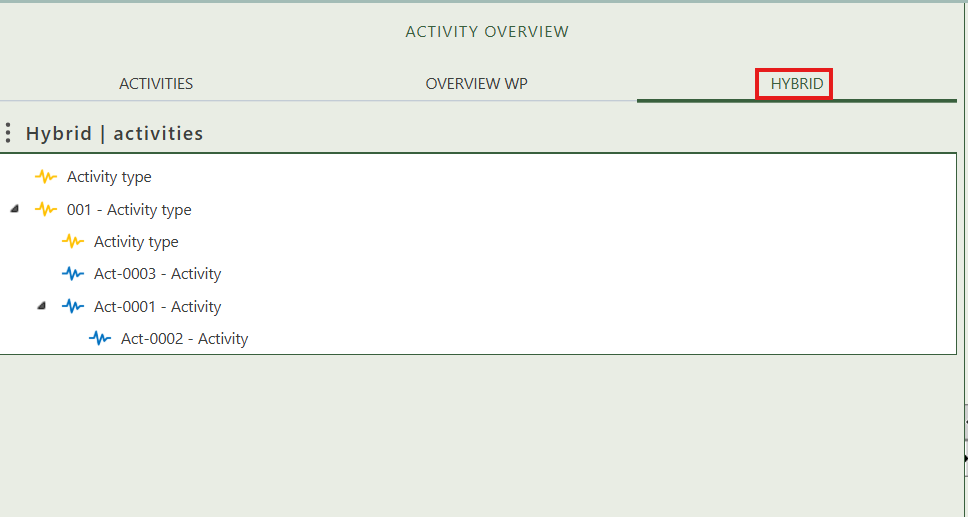 ACTIVITY OVERVIEW
ACTIVITIES OVERVIEW WP HYBRID
Hybrid | activities
Activity type
001 - Activity type
Activity type
Act-0003 - Activity
Act-0001 - Activity
Act-0002 - Activity